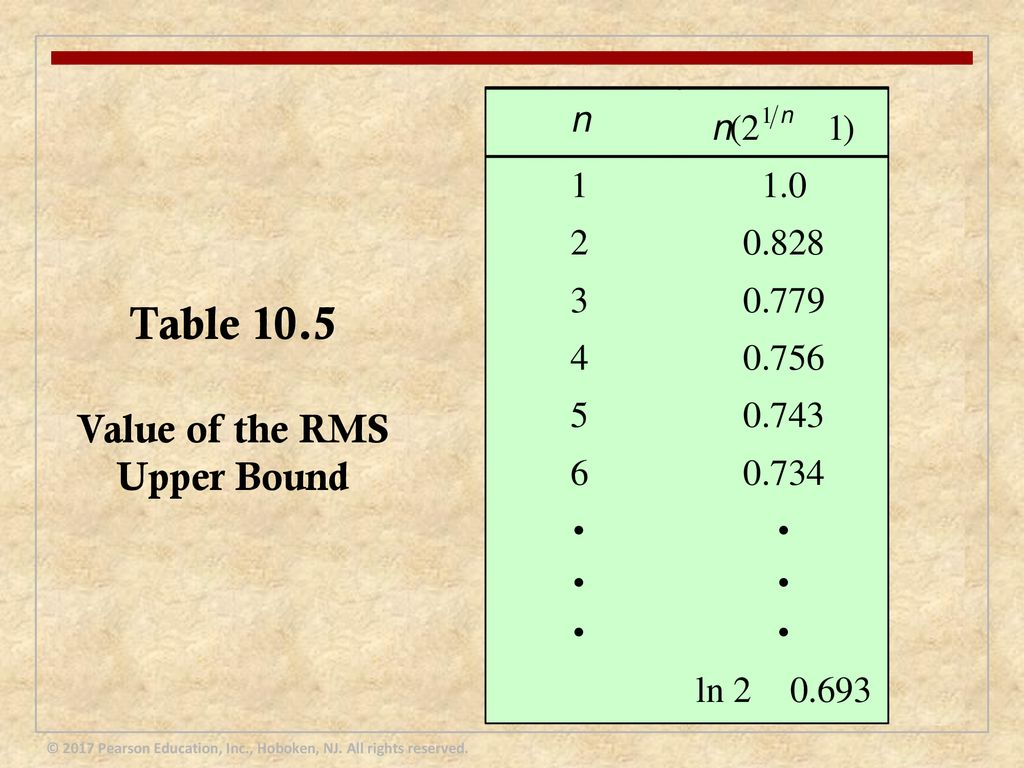 Table 10.5
Value of the RMS
Upper Bound
n n(2^1/n 1)
1 1.0
2 0.828
3 0.779
4 0.756
5 0.743
6 0.734
• •
• •
• •
ln 2 0.693
© 2017 Pearson Education, Inc., Hoboken, NJ. All rights reserved.